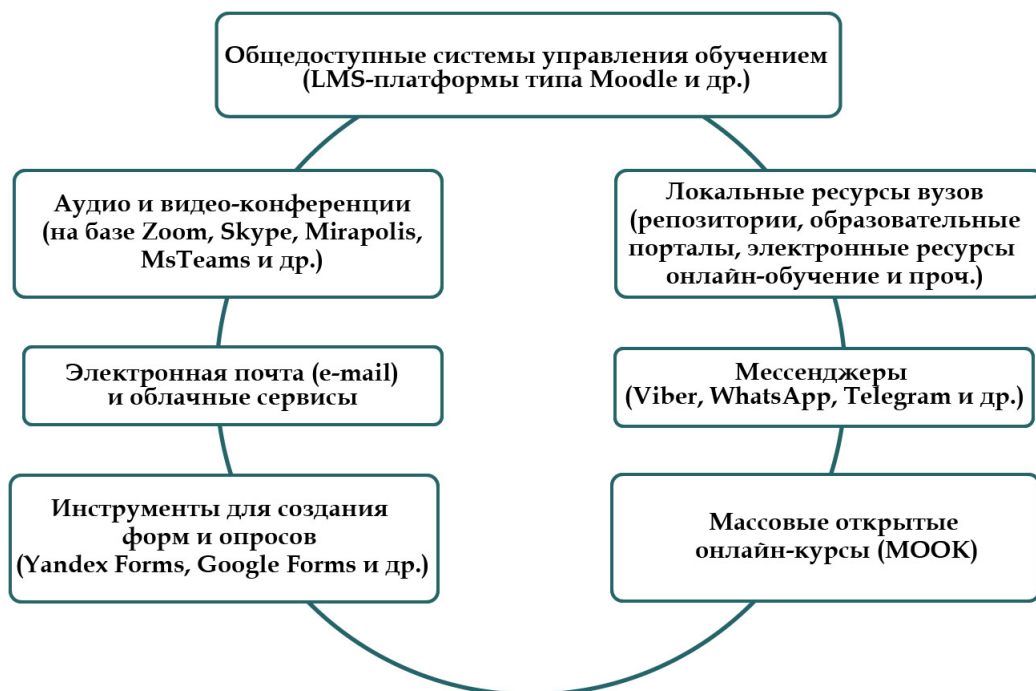 Общедоступные системы управления обучением
(LMS-платформы типа Moodle и др.)
Аудио и видео-конференции
(на базе Zoom, Skype, Mirapolis,
MsTeams и др.)
Локальные ресурсы вузов
(репозитории, образовательные
порталы, электронные ресурсы
онлайн-обучение и проч.)
Электронная почта (e-mail)
и облачные сервисы
Мессенджеры
(Viber, WhatsApp, Telegram и др.)
Инструменты для создания
форм и опросов
(Yandex Forms, Google Forms и др.)
Массовые открытые
онлайн-курсы (МООК)